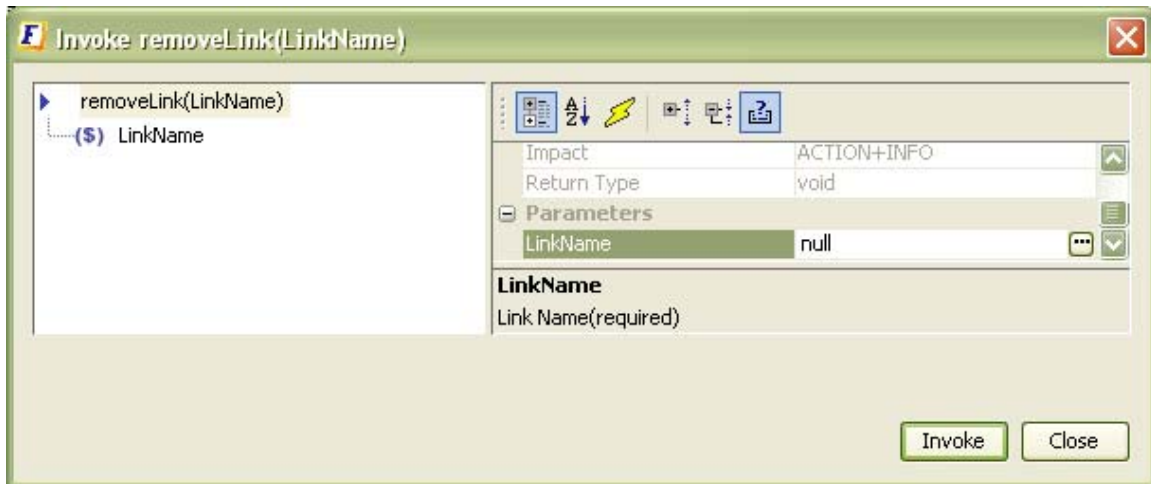 Invoke removeLink(LinkName)
removeLink(LinkName)
($) LinkName
Impact ACTION+INFO
Return Type void
Parameters
LinkName null
LinkName
Link Name(required)
Invoke Close